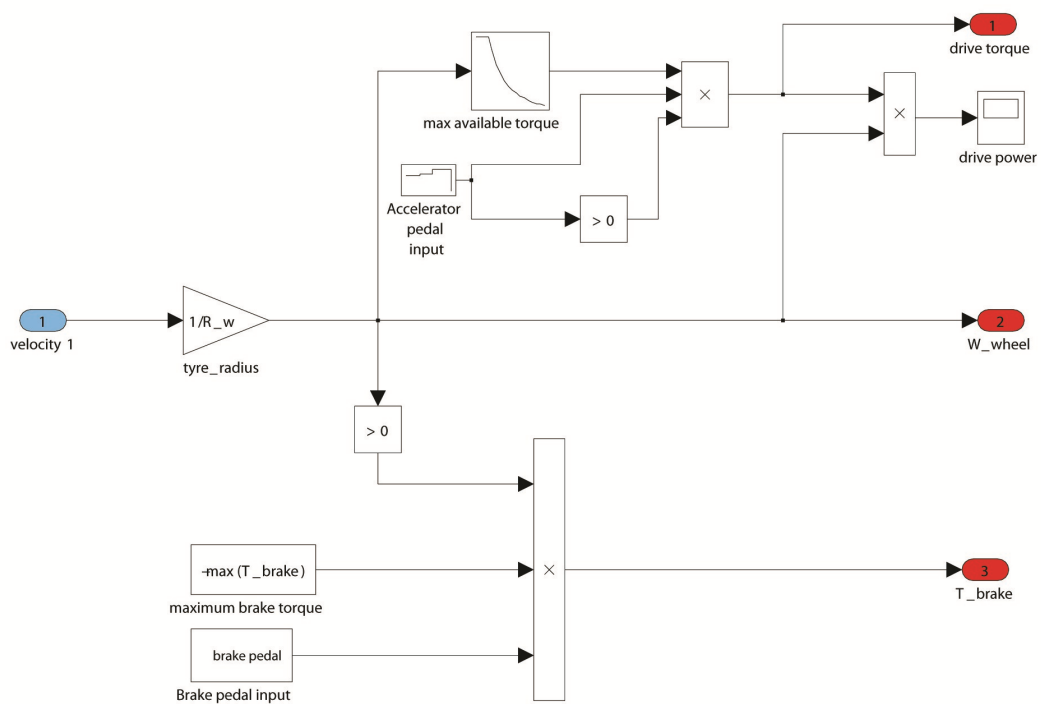 1
drive torque
max available torque
×
×
drive power
Accelerator
pedal
input
> 0
1
velocity 1
1/R_w
tyre_radius
2
W_wheel
> 0
-max (T_brake)
maximum brake torque
×
3
T_brake
brake pedal
Brake pedal input